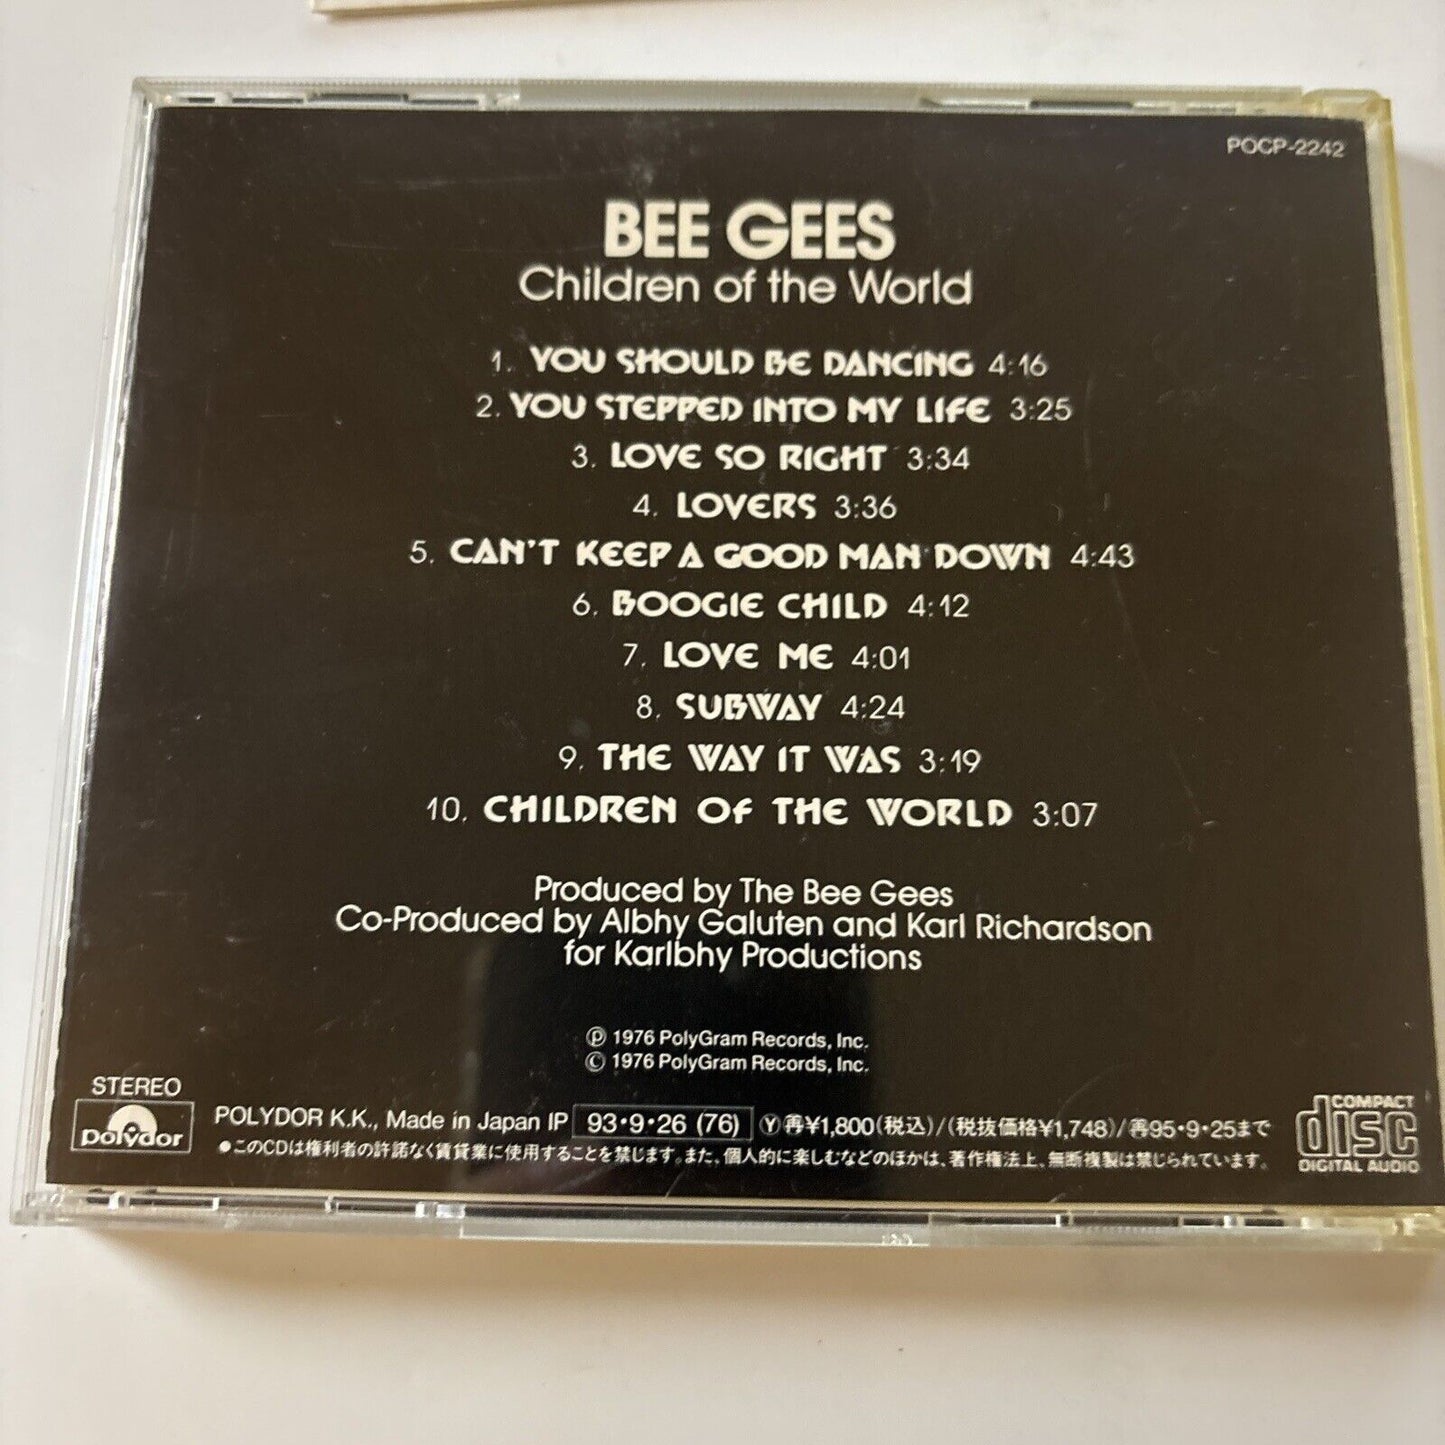 POCP-2242
BEE GEES
Children of the World
1. YOU SHOULD BE DANCING 4:16
2. YOU STEPPED INTO MY LIFE 3:25
3. LOVE SO RIGHT 3:34
4. LOVERS 3:36
5. CAN'T KEEP A GOOD MAN DOWN 4:43
6. BOOGIE CHILD 4:12
7. LOVE ME 4:01
8. SUBWAY 4:24
9. THE WAY IT WAS 3:19
10. CHILDREN OF THE WORLD 3:07
Produced by The Bee Gees
Co-Produced by Albhy Galuten and Karl Richardson
for Karlbhy Productions
Ⓟ 1976 PolyGram Records, Inc.
Ⓒ 1976 PolyGram Records, Inc.
STEREO
polydor
POLYDOR K.K., Made in Japan IP 93・9・26 (76) Ⓨ再¥1,800(税込)/(税抜価格¥1,748)/再95・9・25まで
●このCDは権利者の許諾なく賃貸業に使用することを禁じます。また、個人的に楽しむなどのほかは、著作権法上、無断複製は禁じられています。
COMPACT
disc
DIGITAL AUDIO